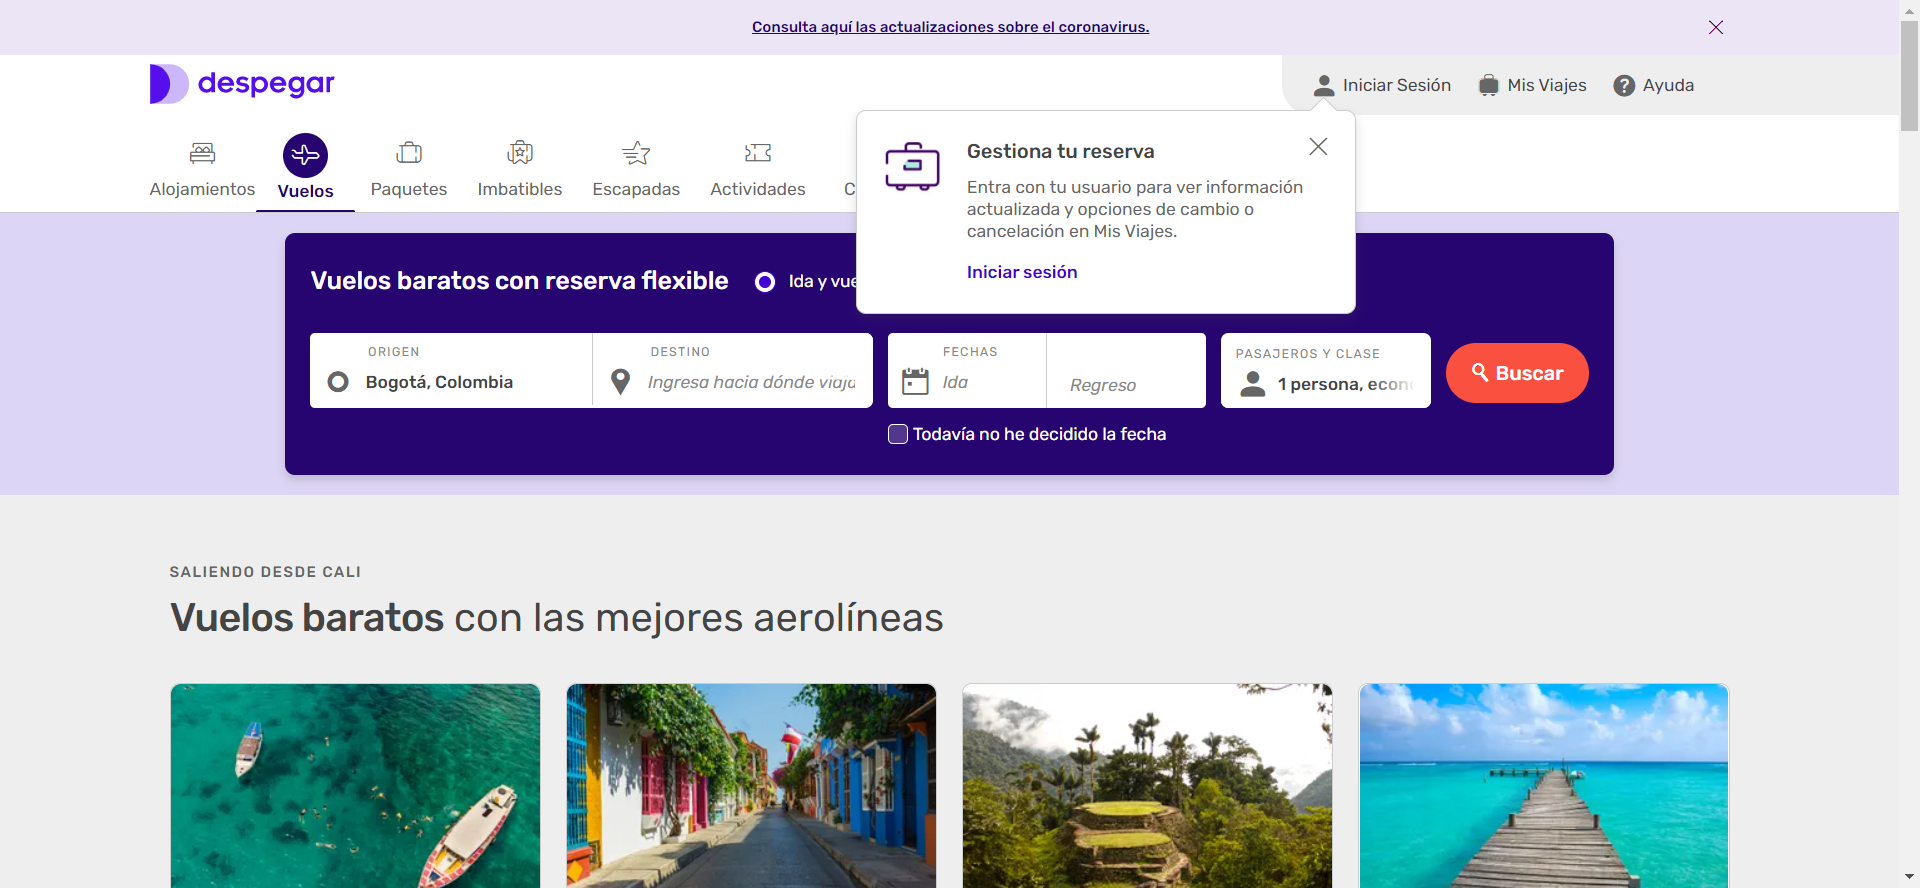 Consulta aquí las actualizaciones sobre el coronavirus.
despegar
Iniciar Sesión
Mis Viajes
Ayuda
Alojamientos
Vuelos
Paquetes
Imbatibles
Escapadas
Actividades
Gestiona tu reserva
Entra con tu usuario para ver información
actualizada y opciones de cambio o
cancelación en Mis Viajes.
Iniciar sesión
Vuelos baratos con reserva flexible
Ida y vue
ORIGEN
Bogotá, Colombia
DESTINO
Ingresa hacia dónde viaja
FECHAS
Ida
Regreso
PASAJEROS Y CLASE
1 persona, econ
Buscar
Todavía no he decidido la fecha
SALIENDO DESDE CALI
Vuelos baratos con las mejores aerolíneas